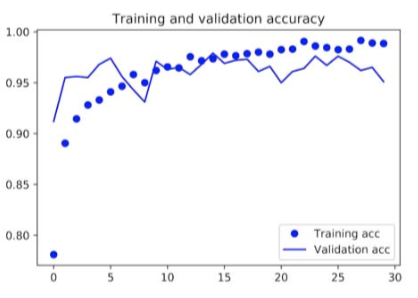 Training and validation accuracy
1.00
0.95
0.90
0.85
0.80
Training acc
Validation acc
0 5 10 15 20 25 30